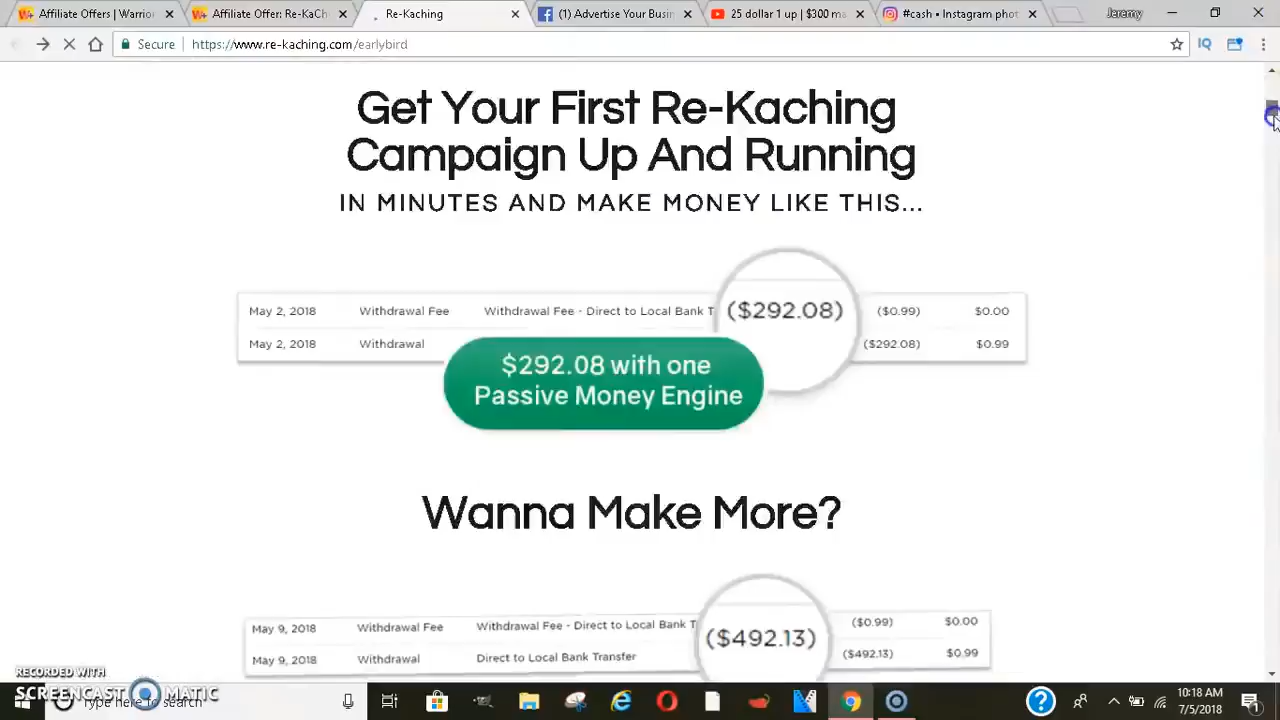 Affiliate Offers | Warrio
Affiliate Offer Re-KaCh
Re-Kaching
(1) Advertise Your Busin
25 dollar 1 up | $300 m
#cash • Instagram phot
Jeremy
Secure
https://www.re-kaching.com/earlybird
Get Your First Re-Kaching
Campaign Up And Running
IN MINUTES AND MAKE MONEY LIKE THIS...
May 2, 2018 Withdrawal Fee Withdrawal Fee - Direct to Local Bank T ($292.08) ($0.99) $0.00
May 2, 2018 Withdrawal ($292.08) $0.99
$292.08 with one
Passive Money Engine
Wanna Make More?
May 9, 2018 Withdrawal Fee Withdrawal Fee - Direct to Local Bank T ($492.13) ($0.99) $0.00
May 9, 2018 Withdrawal Direct to Local Bank Transfer ($492.13) $0.99
RECORDED WITH
SCREENCAST MATIC
Type here to search
10:18 AM
7/5/2018